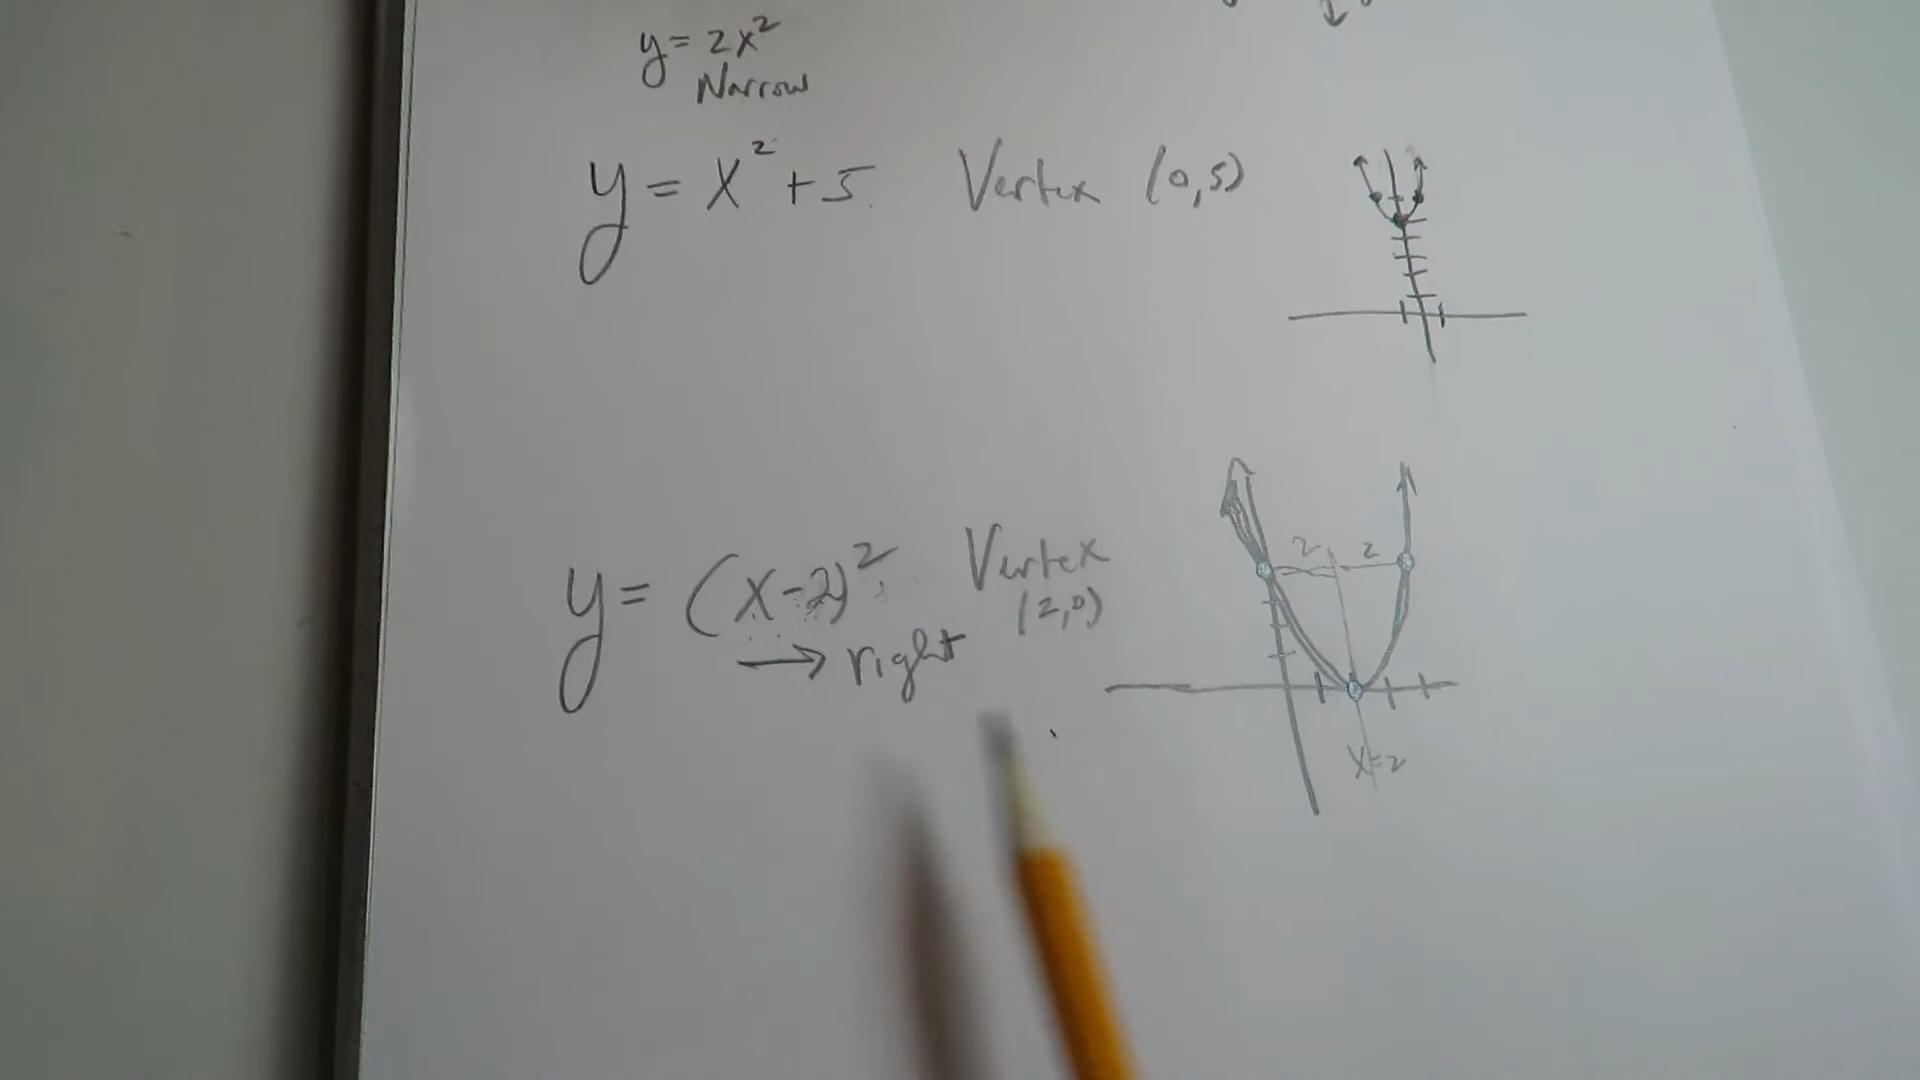 y = 2x²
Narrow
y = x² + 5 Vertex (0,5)
y = (x-2)² Vertex
(2,0)
→ right
2 2
x=2